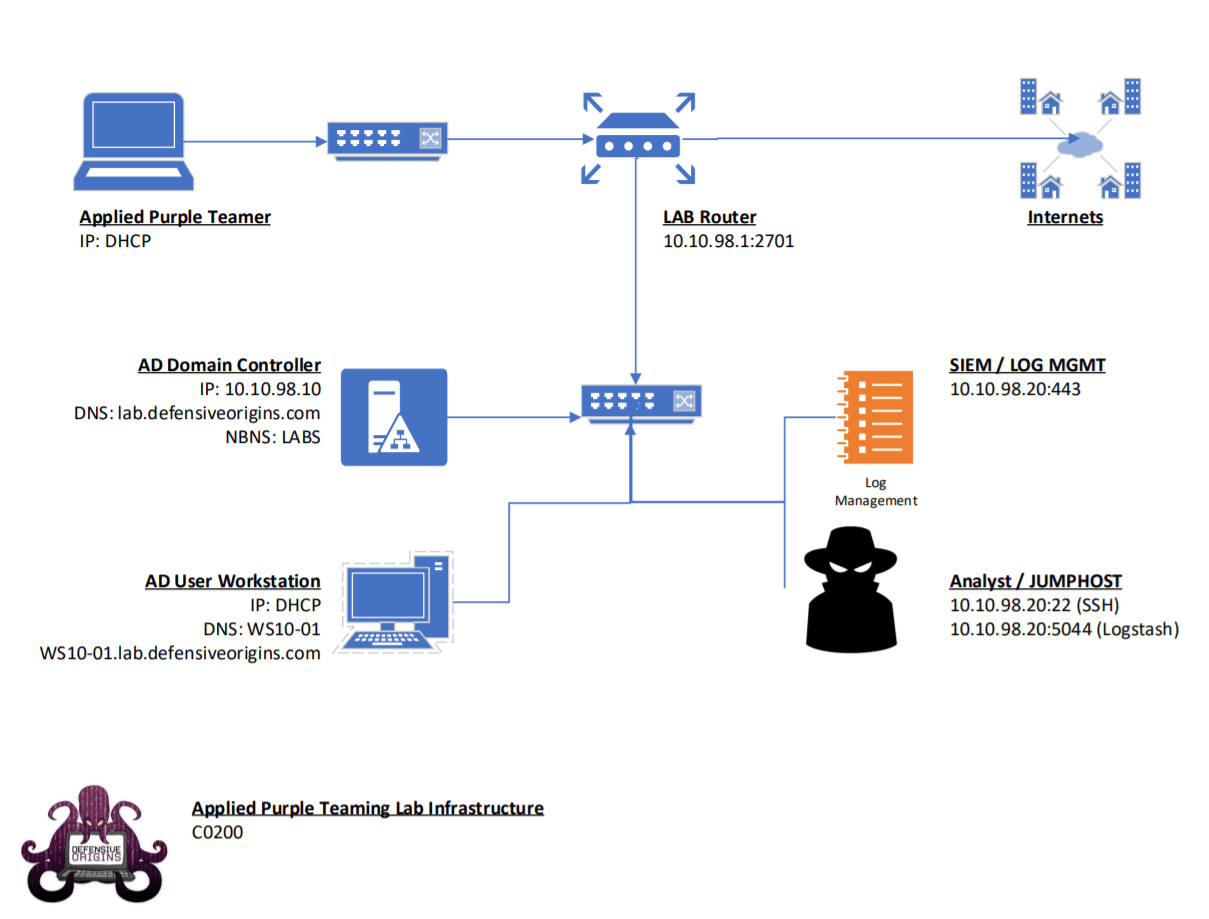 Applied Purple Teamer
IP: DHCP
LAB Router
10.10.98.1:2701
Internets
AD Domain Controller
IP: 10.10.98.10
DNS: lab.defensiveorigins.com
NBNS: LABS
SIEM / LOG MGMT
10.10.98.20:443
Log
Management
AD User Workstation
IP: DHCP
DNS: WS10-01
WS10-01.lab.defensiveorigins.com
Analyst / JUMPHOST
10.10.98.20:22 (SSH)
10.10.98.20:5044 (Logstash)
DEFENSIVE
ORIGINS
Applied Purple Teaming Lab Infrastructure
C0200